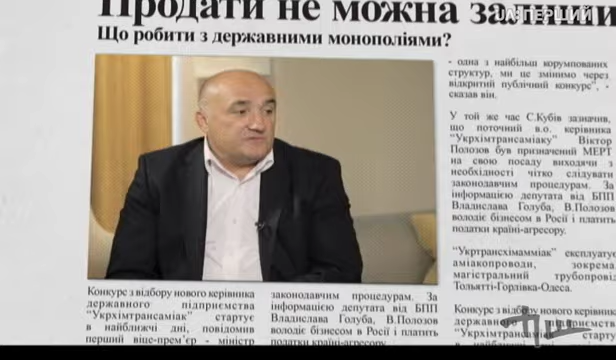 Продати не можна залиши
UA:ПЕРШИЙ
Що робити з державними монополіями?
- одна з найбільш корумпованих
структур, ми це змінимо через
відкритий публічний конкурс", -
сказав він.
У той же час С.Кубів зазначив,
що поточний в.о. керівника
"Укрхімтрансаміаку" Віктор
Полозов був призначений МЕРТ
на свою посаду виходячи з
необхідності чітко слідувати
законодавчим процедурам. За
інформацією депутата від БПП
Владислава Голуба, В.Полозов
володіє бізнесом в Росії і платить
податки країні-агресору.
"Укртрансхімамміак" експлуатує
аміакопроводи, зокрема,
магістральний трубопровід
Тольятті-Горлівка-Одеса.
Конкурс з відбору нового керівника
державного підприємства
"Укрхімтрансаміак" стартує
в найближчі дні, повідомив
перший віце-прем'єр - міністр
законодавчим процедурам. За
інформацією депутата від БПП
Владислава Голуба, В.Полозов
володіє бізнесом в Росії і платить
податки країні-агресору.
Конкурс з відбору нового керівника
державного
"Укрхімтрансаміак"